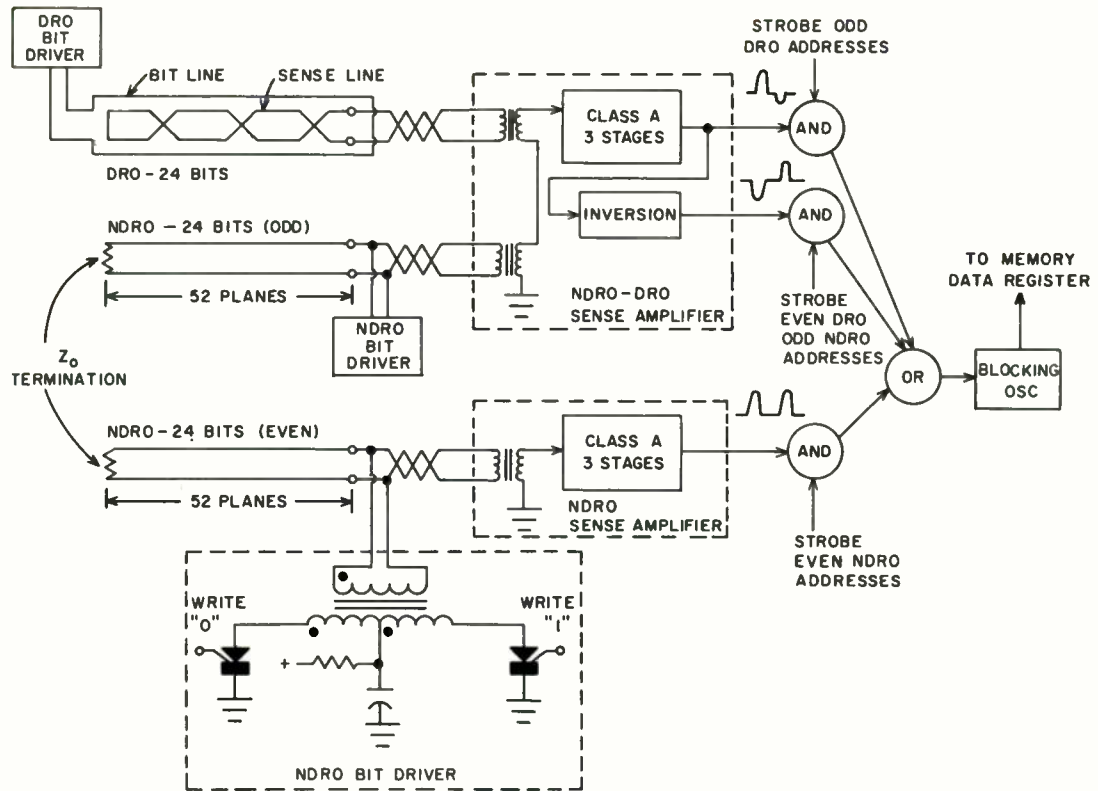 DRO
BIT
DRIVER
BIT LINE
SENSE LINE
DRO-24 BITS
STROBE ODD
DRO ADDRESSES
CLASS A
3 STAGES
AND
INVERSION
AND
NDRO - 24 BITS (ODD)
52 PLANES
NDRO
BIT
DRIVER
NDRO-DRO
SENSE AMPLIFIER
STROBE
EVEN DRO
ODD NDRO
ADDRESSES
TO MEMORY
DATA REGISTER
OR
BLOCKING
OSC
Zo
TERMINATION
NDRO-24 BITS (EVEN)
52 PLANES
CLASS A
3 STAGES
AND
NDRO
SENSE AMPLIFIER
STROBE
EVEN NDRO
ADDRESSES
WRITE
"0"
WRITE
"1"
+
NDRO BIT DRIVER